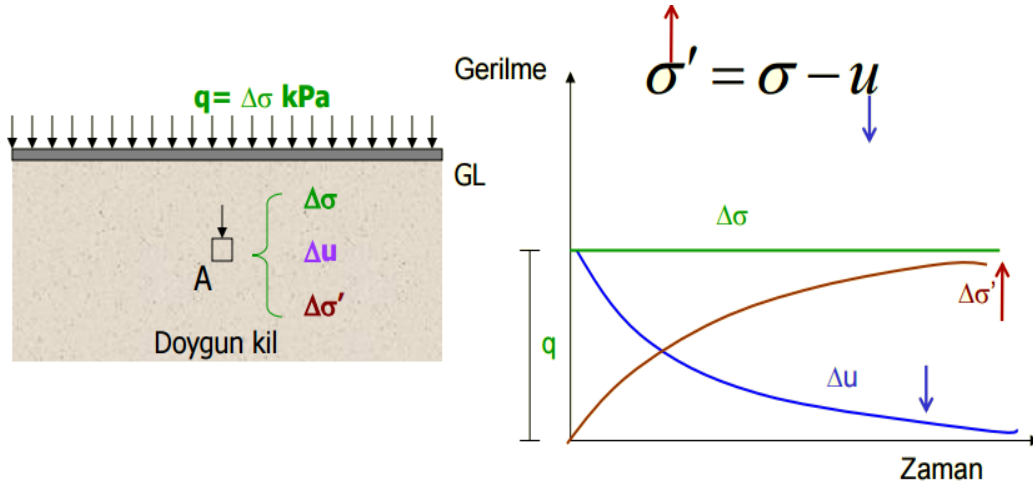 q= Δσ kPa
GL
Δσ
Δu
A
Δσ'
Doygun kil
Gerilme
σ' = σ − u
Δσ
Δσ'
q
Δu
Zaman